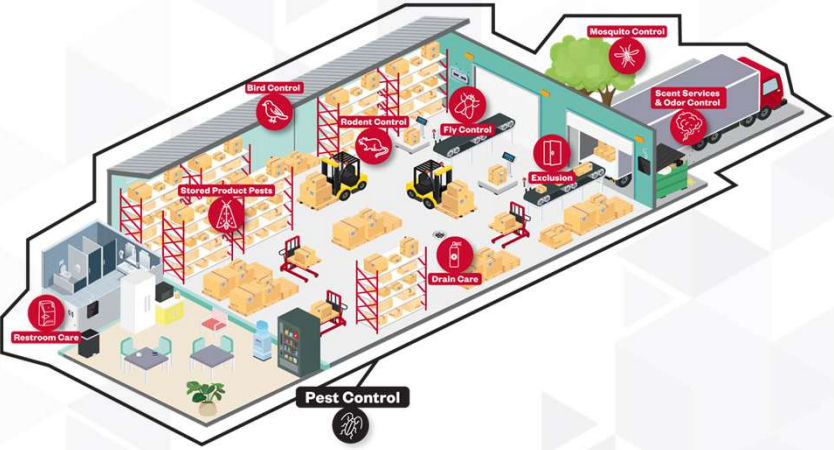 Mosquito Control
Bird Control
Scent Services
& Odor Control
Rodent Control
Fly Control
Exclusion
Stored Product Pests
Drain Care
Restroom Care
Pest Control